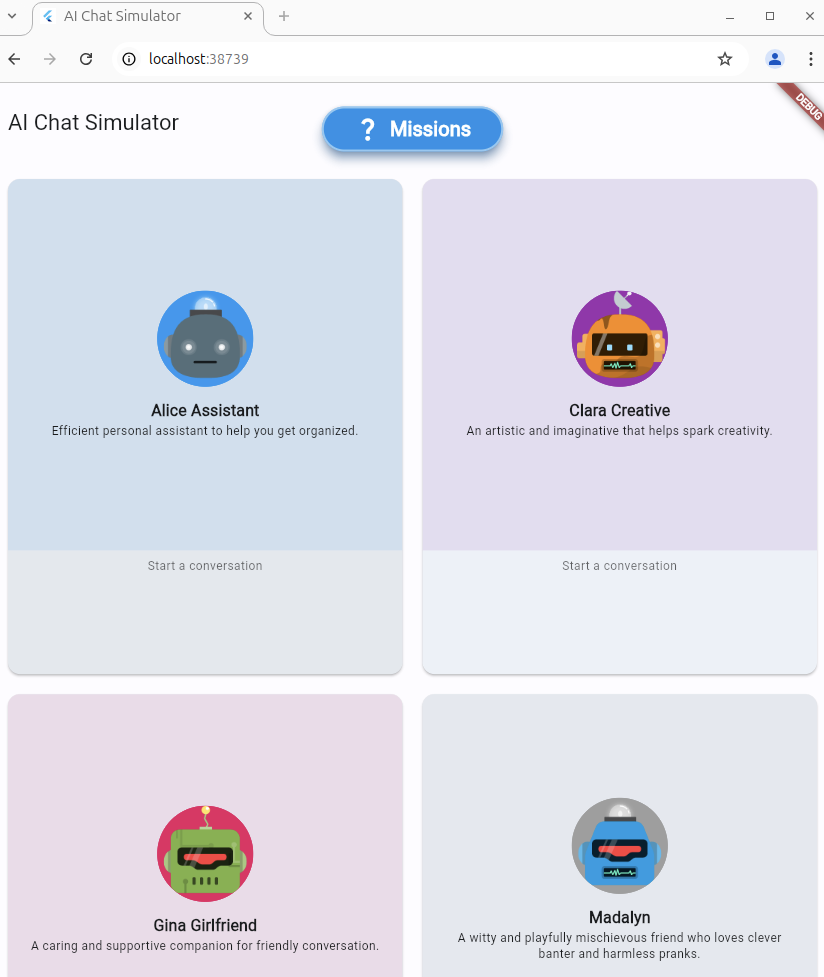 AI Chat Simulator
localhost:38739
DEBUG
AI Chat Simulator
? Missions
Alice Assistant
Efficient personal assistant to help you get organized.
Start a conversation
Clara Creative
An artistic and imaginative that helps spark creativity.
Start a conversation
Gina Girlfriend
A caring and supportive companion for friendly conversation.
Madalyn
A witty and playfully mischievous friend who loves clever
banter and harmless pranks.